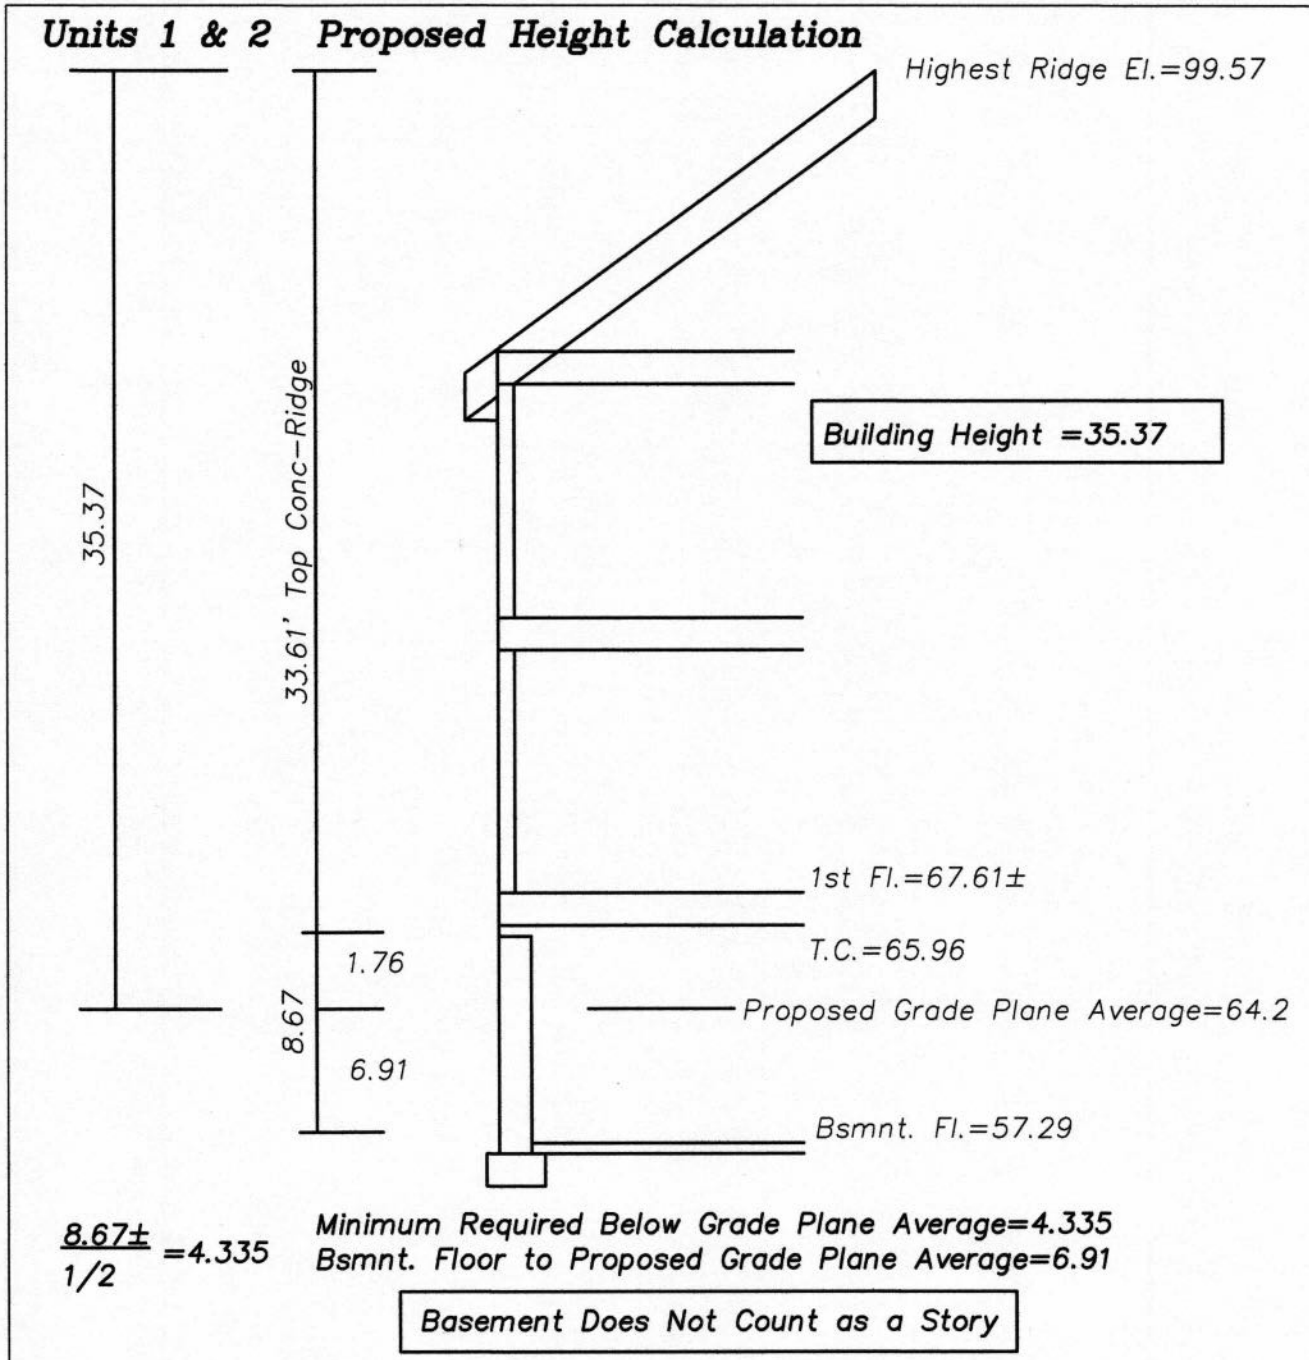 Units 1 & 2 Proposed Height Calculation
Highest Ridge El.=99.57
35.37
33.61' Top Conc-Ridge
Building Height =35.37
1st Fl.=67.61±
T.C.=65.96
1.76
8.67
Proposed Grade Plane Average=64.2
6.91
Bsmnt. Fl.=57.29
8.67±
1/2
=4.335
Minimum Required Below Grade Plane Average=4.335
Bsmnt. Floor to Proposed Grade Plane Average=6.91
Basement Does Not Count as a Story